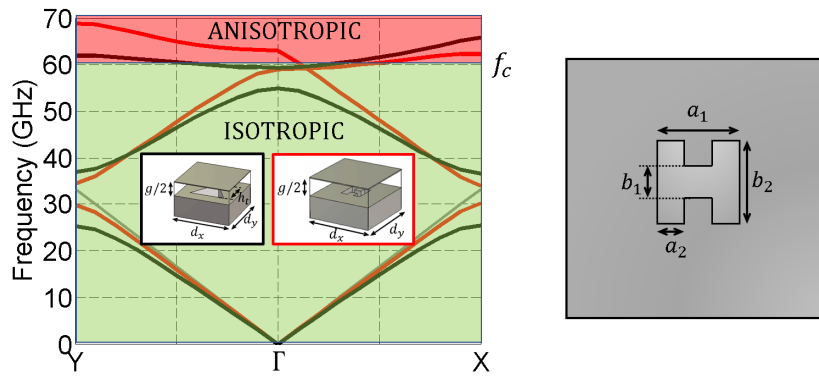 70
60
50
40
30
20
10
0
Frequency (GHz)
ANISOTROPIC
ISOTROPIC
f_c
g/2
h_t
d_x
d_y
g/2
d_x
d_y
Y
Γ
X
a_1
b_1
b_2
a_2